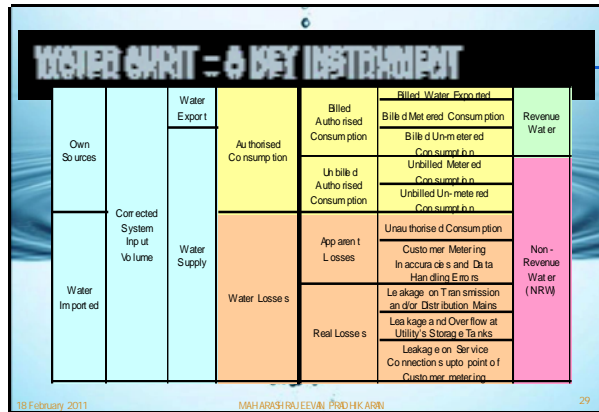 WATER AUDIT – A KEY INSTRUMENT
Own
Sources
Water
Imported
Corrected
System
Input
Volume
Water
Export
Water
Supply
Authorised
Consumption
Water Losses
Billed
Authorised
Consumption
Unbilled
Authorised
Consumption
Apparent
Losses
Real Losses
Billed Water Exported
Billed Metered Consumption
Billed Un-metered
Consumption
Unbilled Metered
Consumption
Unbilled Un-metered
Consumption
Unauthorised Consumption
Customer Metering
Inaccuracies and Data
Handling Errors
Leakage on Transmission
and/or Distribution Mains
Leakage and Overflow at
Utility's Storage Tanks
Leakage on Service
Connections upto point of
Customer metering
Revenue
Water
Non-
Revenue
Water
(NRW)
18 February 2011
MAHARASHTRA JEEVAN PRADHIKARAN
29